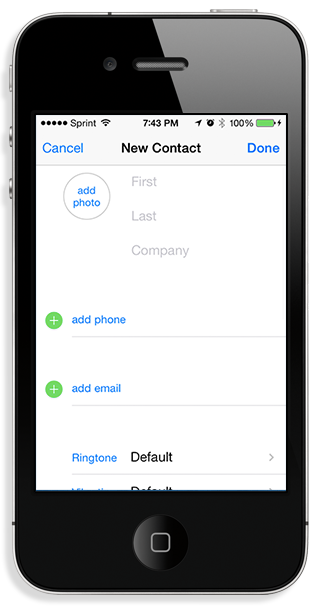 Sprint 7:43 PM 100%
Cancel New Contact Done
add photo
First
Last
Company
add phone
add email
Ringtone Default
Default